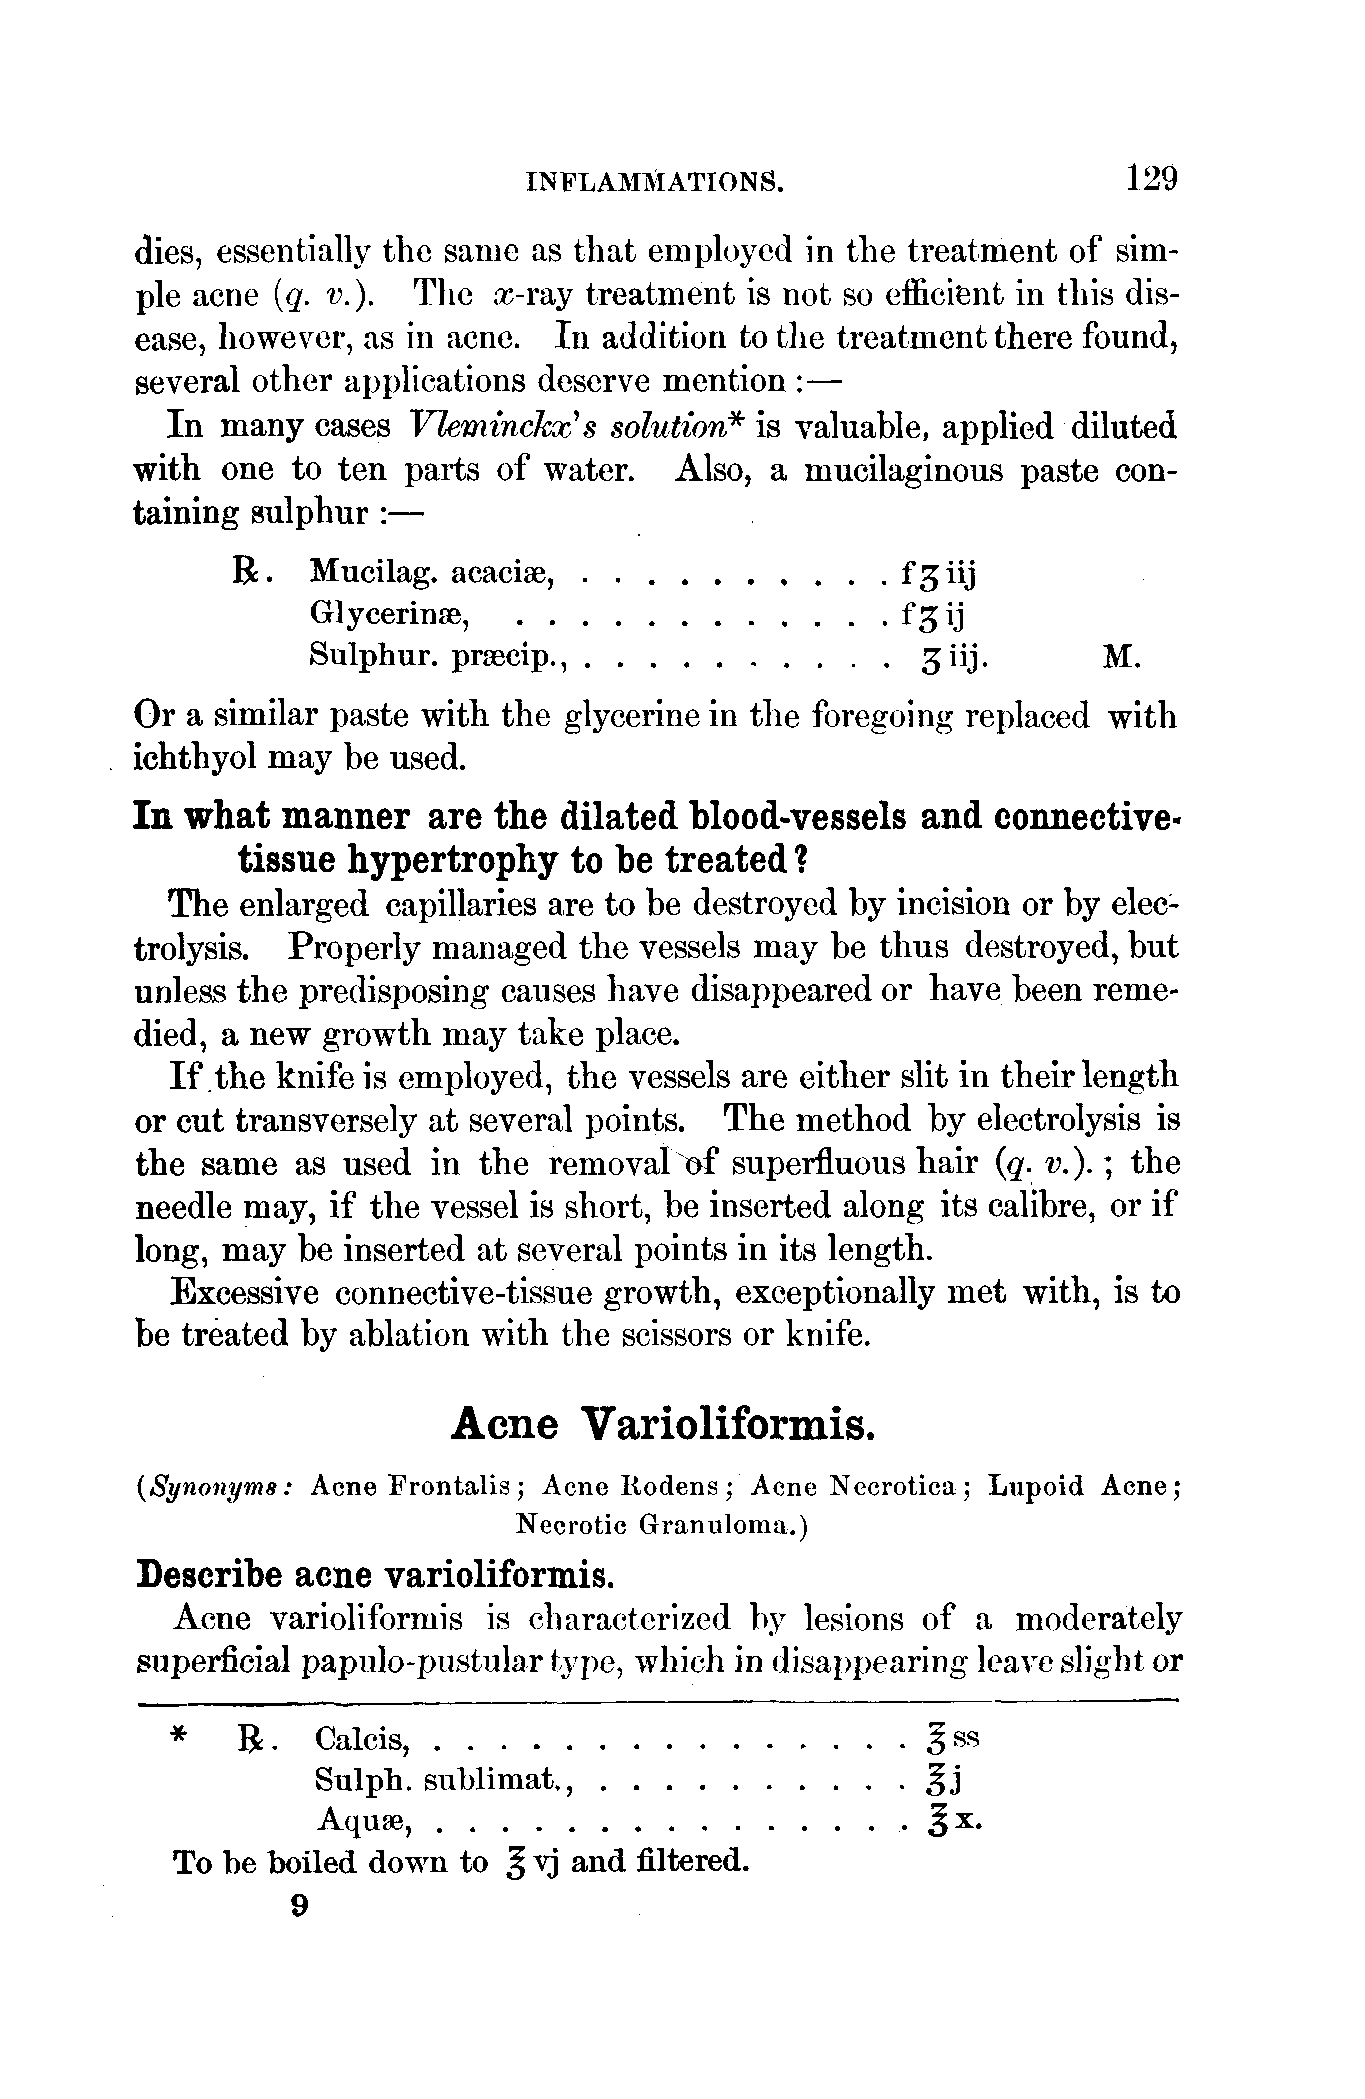 INFLAMMATIONS. 129
dies, essentially the same as that employed in the treatment of sim-
ple acne (q. v.). The x-ray treatment is not so efficient in this dis-
ease, however, as in acne. In addition to the treatment there found,
several other applications deserve mention :—
In many cases Vleminckx's solution* is valuable, applied diluted
with one to ten parts of water. Also, a mucilaginous paste con-
taining sulphur :—
℞. Mucilag. acaciæ, . . . . . . . . . . fʒiij
Glycerinæ, . . . . . . . . . . . . fʒij
Sulphur. præcip., . . . . . . . . . . ʒiij. M.
Or a similar paste with the glycerine in the foregoing replaced with
ichthyol may be used.
In what manner are the dilated blood-vessels and connective-
tissue hypertrophy to be treated?
The enlarged capillaries are to be destroyed by incision or by elec-
trolysis. Properly managed the vessels may be thus destroyed, but
unless the predisposing causes have disappeared or have been reme-
died, a new growth may take place.
If the knife is employed, the vessels are either slit in their length
or cut transversely at several points. The method by electrolysis is
the same as used in the removal of superfluous hair (q. v.). ; the
needle may, if the vessel is short, be inserted along its calibre, or if
long, may be inserted at several points in its length.
Excessive connective-tissue growth, exceptionally met with, is to
be treated by ablation with the scissors or knife.
Acne Varioliformis.
(Synonyms: Acne Frontalis; Acne Rodens; Acne Necrotica; Lupoid Acne;
Necrotic Granuloma.)
Describe acne varioliformis.
Acne varioliformis is characterized by lesions of a moderately
superficial papulo-pustular type, which in disappearing leave slight or
* ℞. Calcis, . . . . . . . . . . . . . . . ℥ss
Sulph. sublimat., . . . . . . . . . . ℥j
Aquæ, . . . . . . . . . . . . . . . ℥x.
To be boiled down to ℥vj and filtered.
9